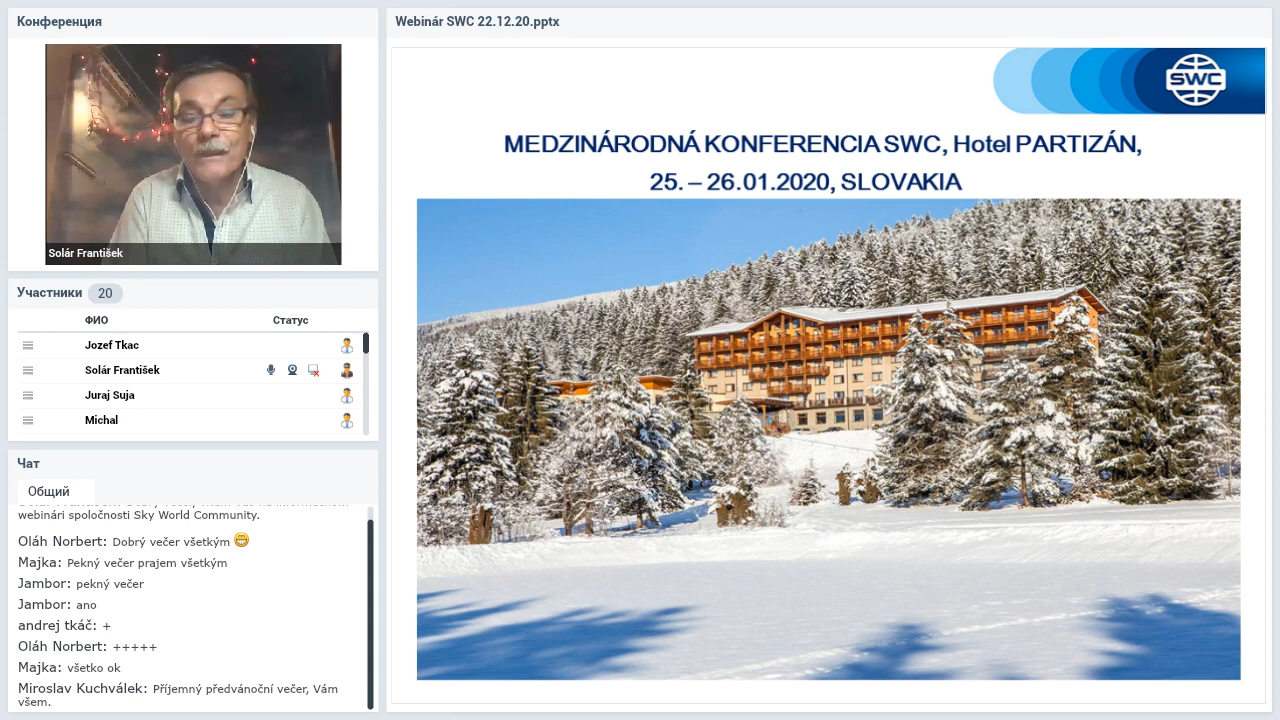 Конференция
Solár František
Участники 20
ФИО Статус
Jozef Tkac
Solár František
Juraj Suja
Michal
Чат
Общий
webinári spoločnosti Sky World Community.
Oláh Norbert: Dobrý večer všetkým
Majka: Pekný večer prajem všetkým
Jambor: pekný večer
Jambor: ano
andrej tkáč: +
Oláh Norbert: +++++
Majka: všetko ok
Miroslav Kuchválek: Příjemný předvánoční večer, Vám
všem.
Webinár SWC 22.12.20.pptx
SWC
MEDZINÁRODNÁ KONFERENCIA SWC, Hotel PARTIZÁN,
25. – 26.01.2020, SLOVAKIA